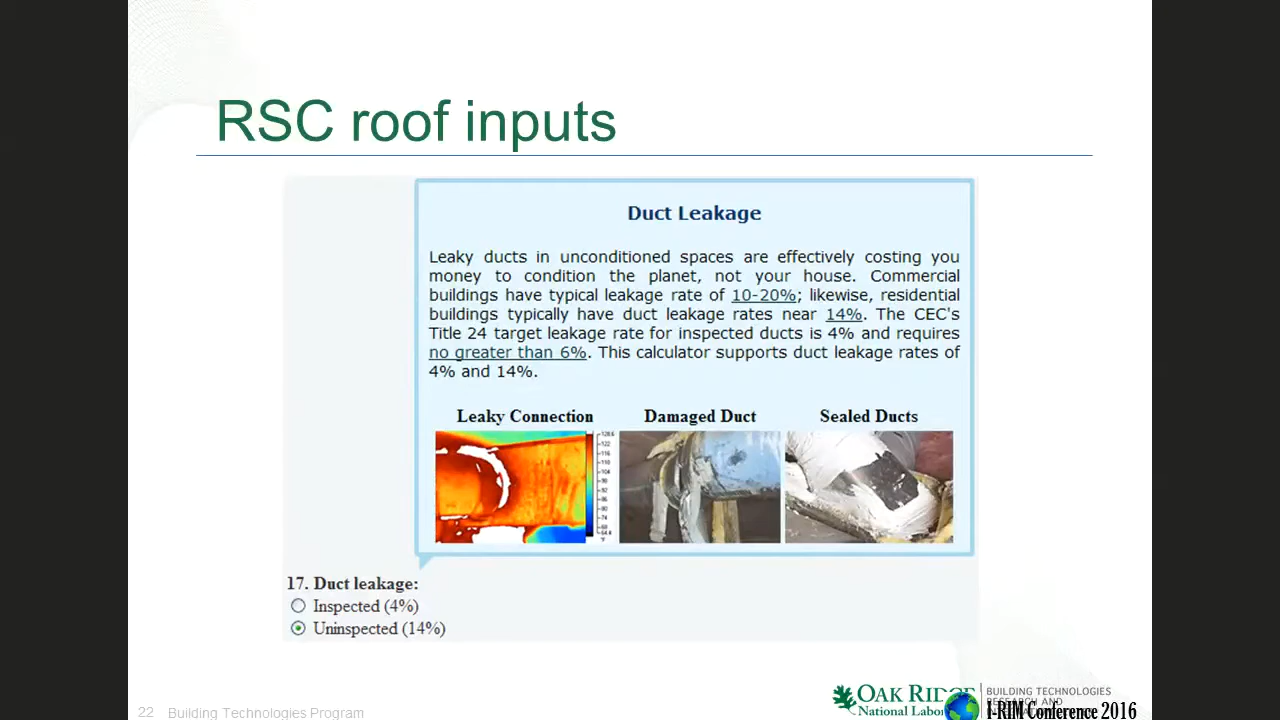 RSC roof inputs
Duct Leakage
Leaky ducts in unconditioned spaces are effectively costing you
money to condition the planet, not your house. Commercial
buildings have typical leakage rate of 10-20%; likewise, residential
buildings typically have duct leakage rates near 14%. The CEC's
Title 24 target leakage rate for inspected ducts is 4% and requires
no greater than 6%. This calculator supports duct leakage rates of
4% and 14%.
Leaky Connection Damaged Duct Sealed Ducts
17. Duct leakage:
Inspected (4%)
Uninspected (14%)
OAK RIDGE
National
BUILDING TECHNOLOGIES
RESEARCH AND
I-RIM Conference 2016
22 Building Technologies Program